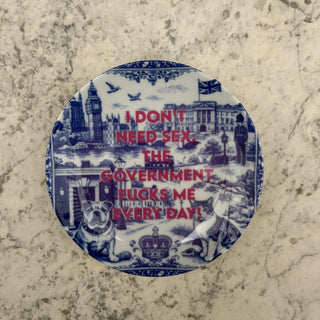 I DON'T
NEED SEX.
THE
GOVERNMENT
FUCKS ME
EVERY DAY!